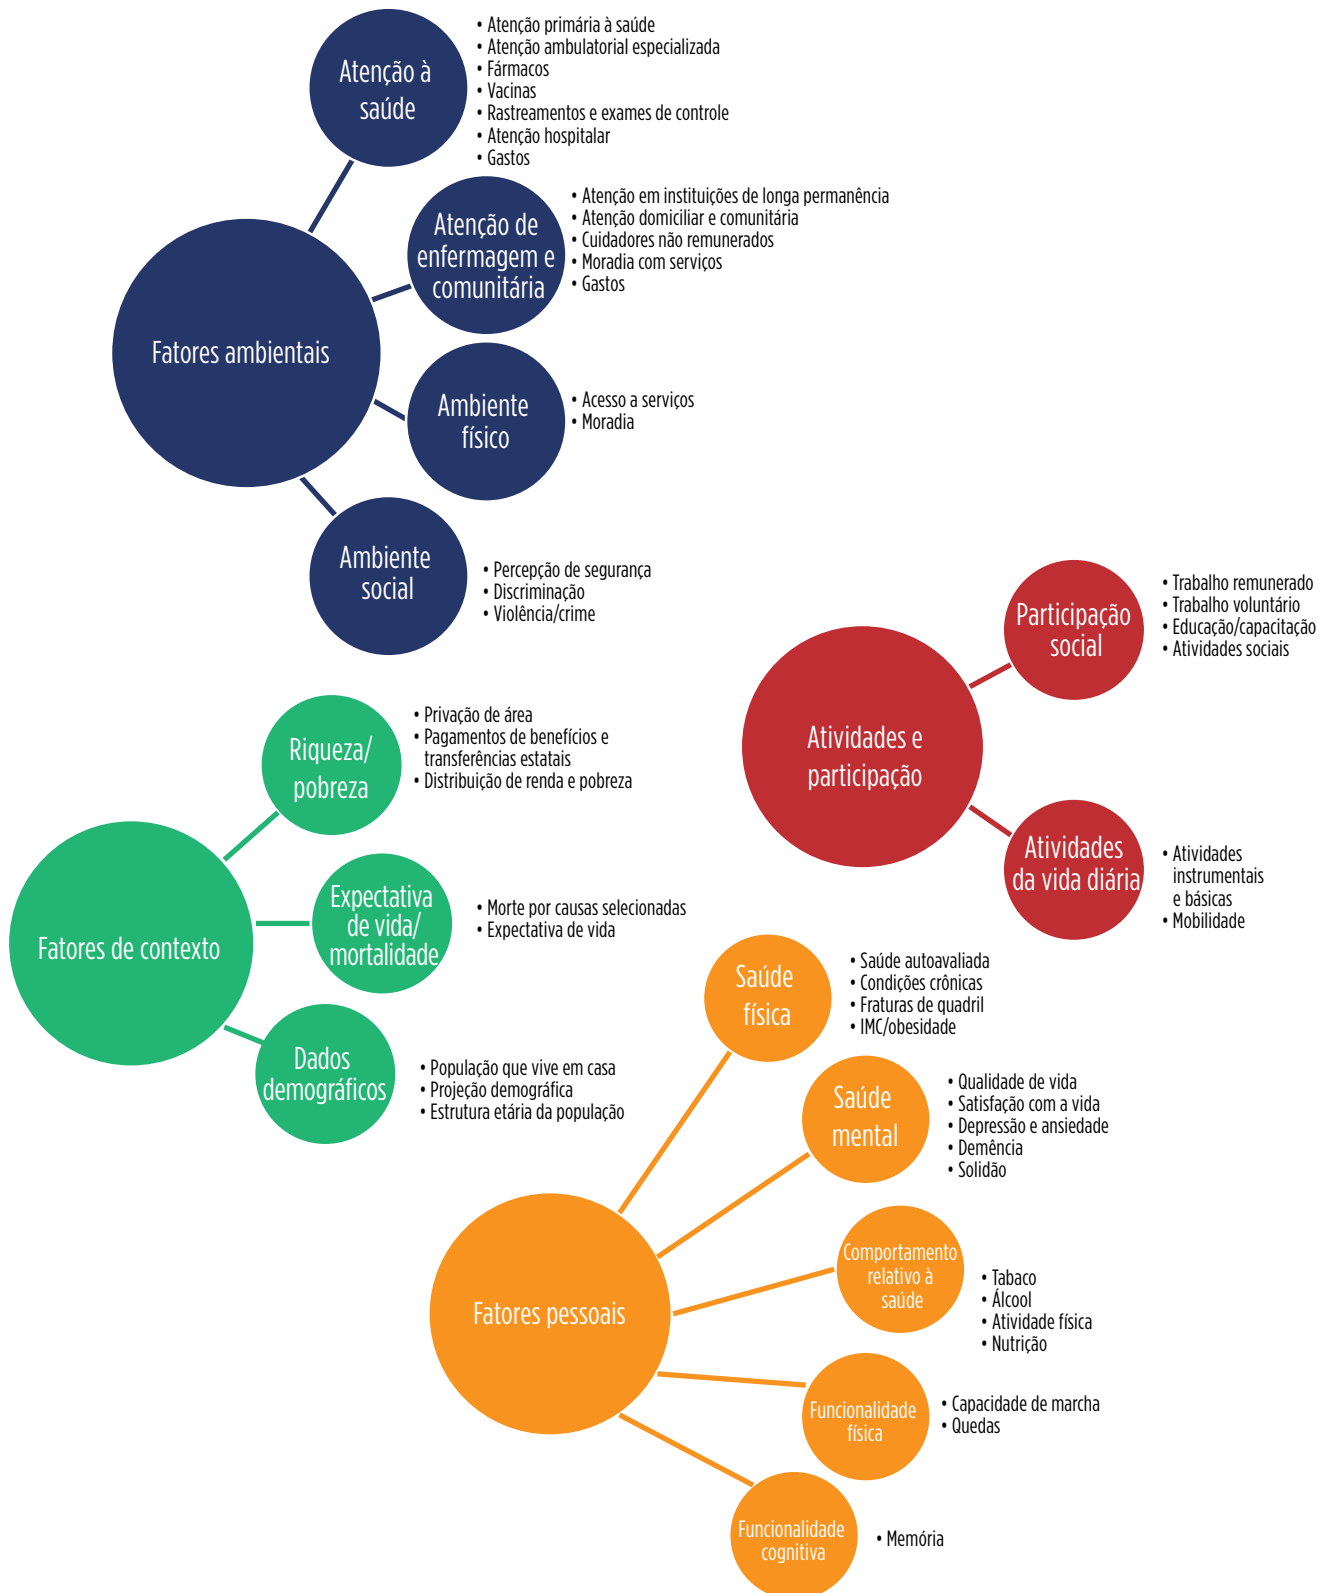 Atenção à
saúde
• Atenção primária à saúde
• Atenção ambulatorial especializada
• Fármacos
• Vacinas
• Rastreamentos e exames de controle
• Atenção hospitalar
• Gastos
Atenção de
enfermagem e
comunitária
• Atenção em instituições de longa permanência
• Atenção domiciliar e comunitária
• Cuidadores não remunerados
• Moradia com serviços
• Gastos
Fatores ambientais
Ambiente
físico
• Acesso a serviços
• Moradia
Ambiente
social
• Percepção de segurança
• Discriminação
• Violência/crime
Participação
social
• Trabalho remunerado
• Trabalho voluntário
• Educação/capacitação
• Atividades sociais
Atividades e
participação
Atividades
da vida diária
• Atividades
instrumentais
e básicas
• Mobilidade
Riqueza/
pobreza
• Privação de área
• Pagamentos de benefícios e
transferências estatais
• Distribuição de renda e pobreza
Fatores de contexto
Expectativa
de vida/
mortalidade
• Morte por causas selecionadas
• Expectativa de vida
Dados
demográficos
• População que vive em casa
• Projeção demográfica
• Estrutura etária da população
Saúde
física
• Saúde autoavaliada
• Condições crônicas
• Fraturas de quadril
• IMC/obesidade
Saúde
mental
• Qualidade de vida
• Satisfação com a vida
• Depressão e ansiedade
• Demência
• Solidão
Fatores pessoais
Comportamento
relativo à
saúde
• Tabaco
• Álcool
• Atividade física
• Nutrição
Funcionalidade
física
• Capacidade de marcha
• Quedas
Funcionalidade
cognitiva
• Memória